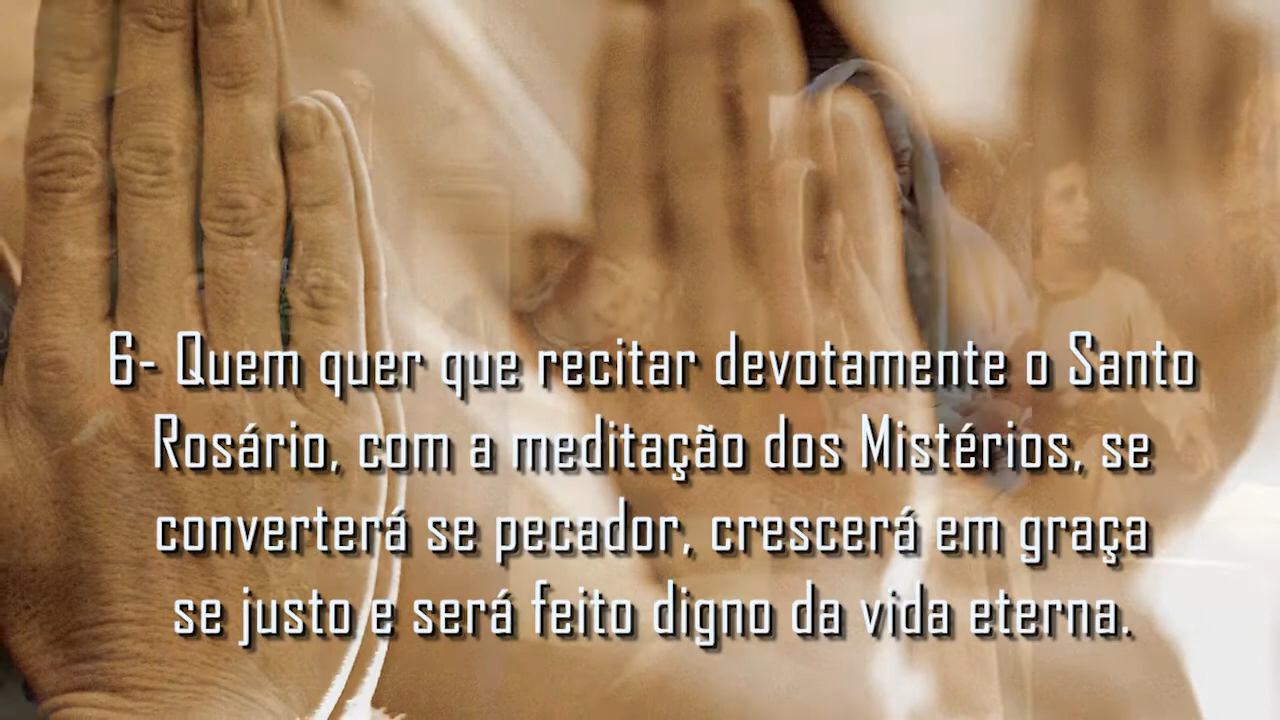 6- Quem quer que recitar devotamente o Santo
Rosário, com a meditação dos Mistérios, se
converterá se pecador, crescerá em graça
se justo e será feito digno da vida eterna.